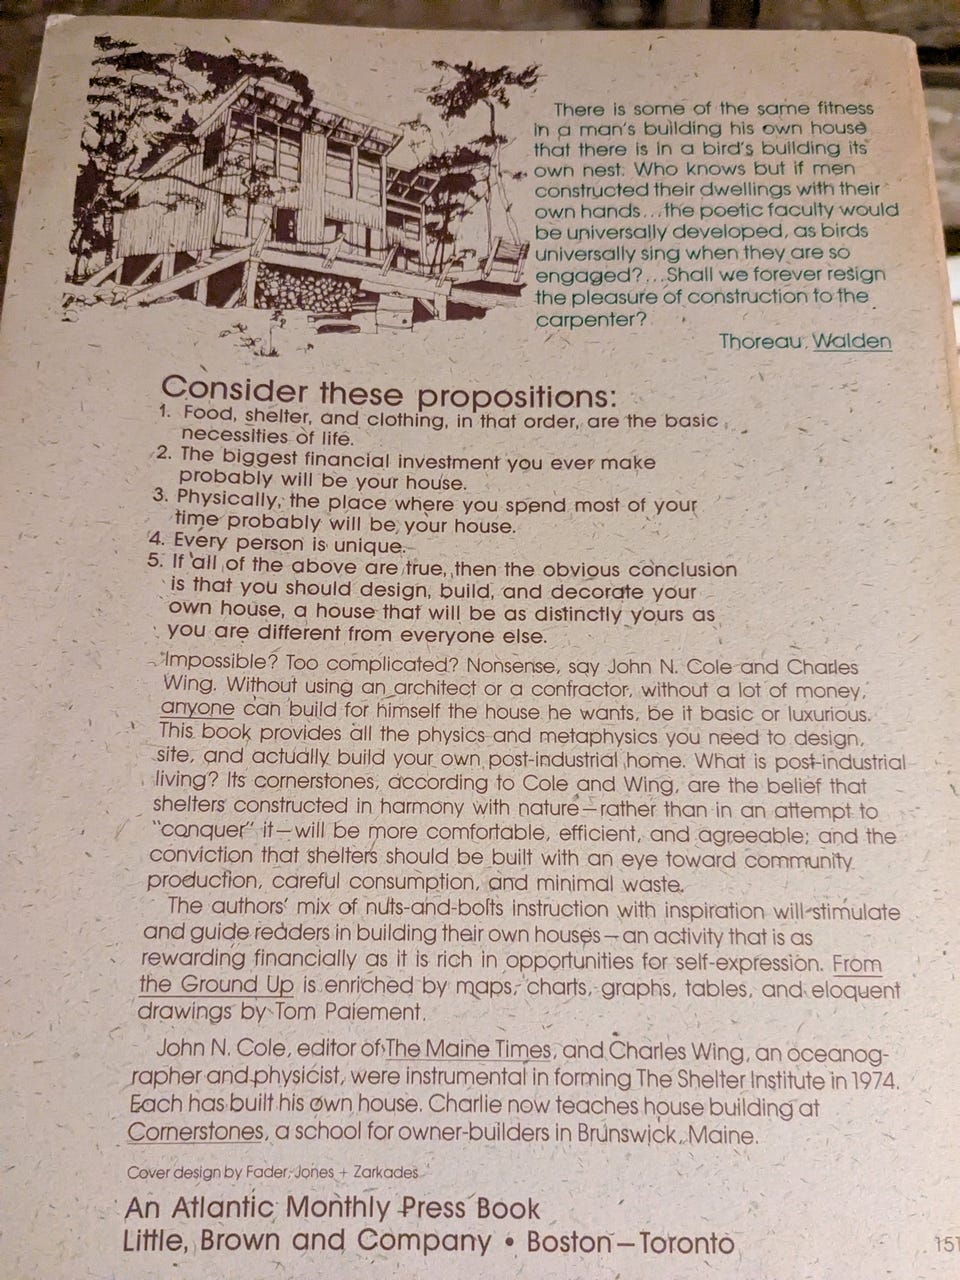 There is some of the same fitness
in a man's building his own house
that there is in a bird's building its
own nest. Who knows but if men
constructed their dwellings with their
own hands...the poetic faculty would
be universally developed, as birds
universally sing when they are so
engaged?...Shall we forever resign
the pleasure of construction to the
carpenter?
Thoreau, Walden
Consider these propositions:
1. Food, shelter, and clothing, in that order, are the basic
necessities of life.
2. The biggest financial investment you ever make
probably will be your house.
3. Physically, the place where you spend most of your
time probably will be your house.
4. Every person is unique.
5. If all of the above are true, then the obvious conclusion
is that you should design, build, and decorate your
own house, a house that will be as distinctly yours as
you are different from everyone else.
Impossible? Too complicated? Nonsense, say John N. Cole and Charles
Wing. Without using an architect or a contractor, without a lot of money,
anyone can build for himself the house he wants, be it basic or luxurious.
This book provides all the physics and metaphysics you need to design,
site, and actually build your own post-industrial home. What is post-industrial
living? Its cornerstones, according to Cole and Wing, are the belief that
shelters constructed in harmony with nature—rather than in an attempt to
"conquer" it—will be more comfortable, efficient, and agreeable; and the
conviction that shelters should be built with an eye toward community
production, careful consumption, and minimal waste.
The authors' mix of nuts-and-bolts instruction with inspiration will stimulate
and guide readers in building their own houses—an activity that is as
rewarding financially as it is rich in opportunities for self-expression. From
the Ground Up is enriched by maps, charts, graphs, tables, and eloquent
drawings by Tom Paiement.
John N. Cole, editor of The Maine Times, and Charles Wing, an oceanog-
rapher and physicist, were instrumental in forming The Shelter Institute in 1974.
Each has built his own house. Charlie now teaches house building at
Cornerstones, a school for owner-builders in Brunswick, Maine.
Cover design by Fader, Jones + Zarkades
An Atlantic Monthly Press Book
Little, Brown and Company • Boston—Toronto